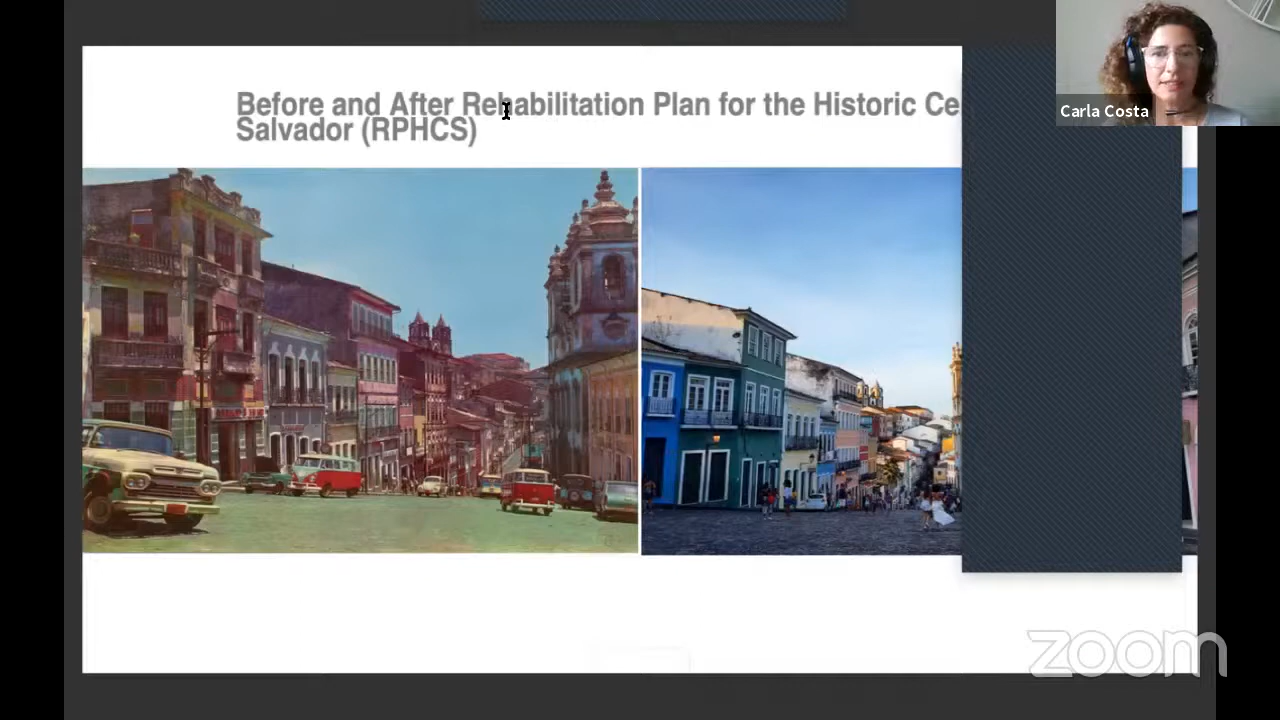 Before and After Rehabilitation Plan for the Historic Ce
Salvador (RPHCS)
Carla Costa
zoom